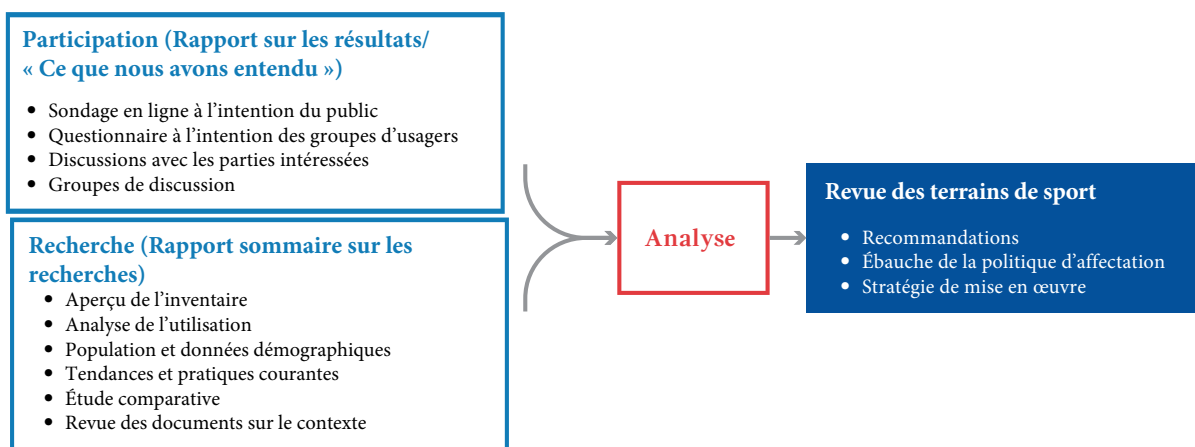 Participation (Rapport sur les résultats/
« Ce que nous avons entendu »)
• Sondage en ligne à l’intention du public
• Questionnaire à l’intention des groupes d’usagers
• Discussions avec les parties intéressées
• Groupes de discussion
Recherche (Rapport sommaire sur les
recherches)
• Aperçu de l’inventaire
• Analyse de l’utilisation
• Population et données démographiques
• Tendances et pratiques courantes
• Étude comparative
• Revue des documents sur le contexte
Analyse
Revue des terrains de sport
• Recommandations
• Ébauche de la politique d’affectation
• Stratégie de mise en œuvre